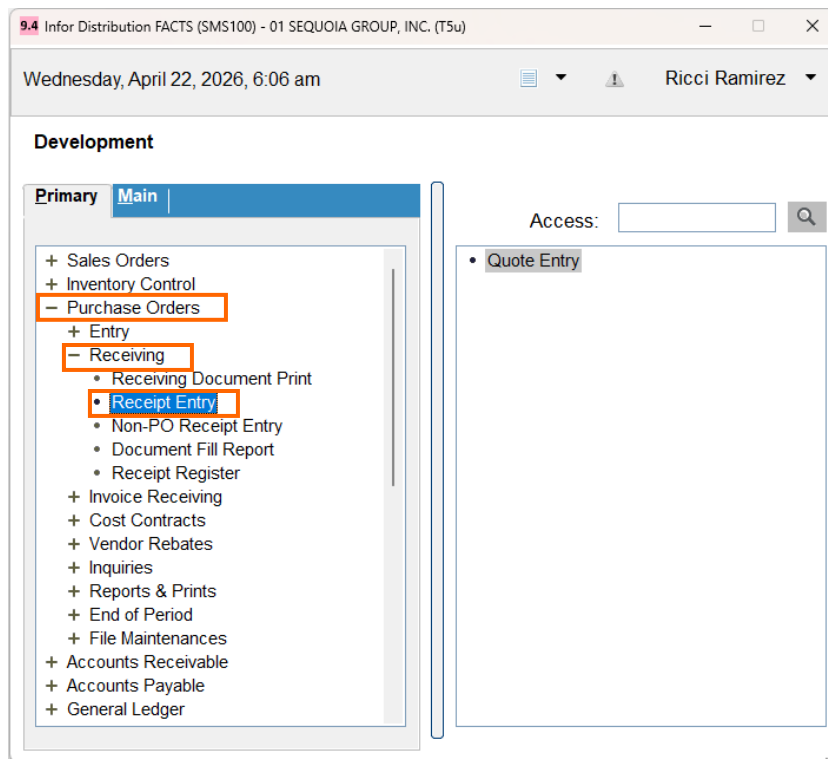 9.4 Infor Distribution FACTS (SMS100) - 01 SEQUOIA GROUP, INC. (T5u)
Wednesday, April 22, 2026, 6:06 am
Ricci Ramirez
Development
Primary
Main
Access:
Sales Orders
Inventory Control
Purchase Orders
Entry
Receiving
Receiving Document Print
Receipt Entry
Non-PO Receipt Entry
Document Fill Report
Receipt Register
Invoice Receiving
Cost Contracts
Vendor Rebates
Inquiries
Reports & Prints
End of Period
File Maintenances
Accounts Receivable
Accounts Payable
General Ledger
Quote Entry